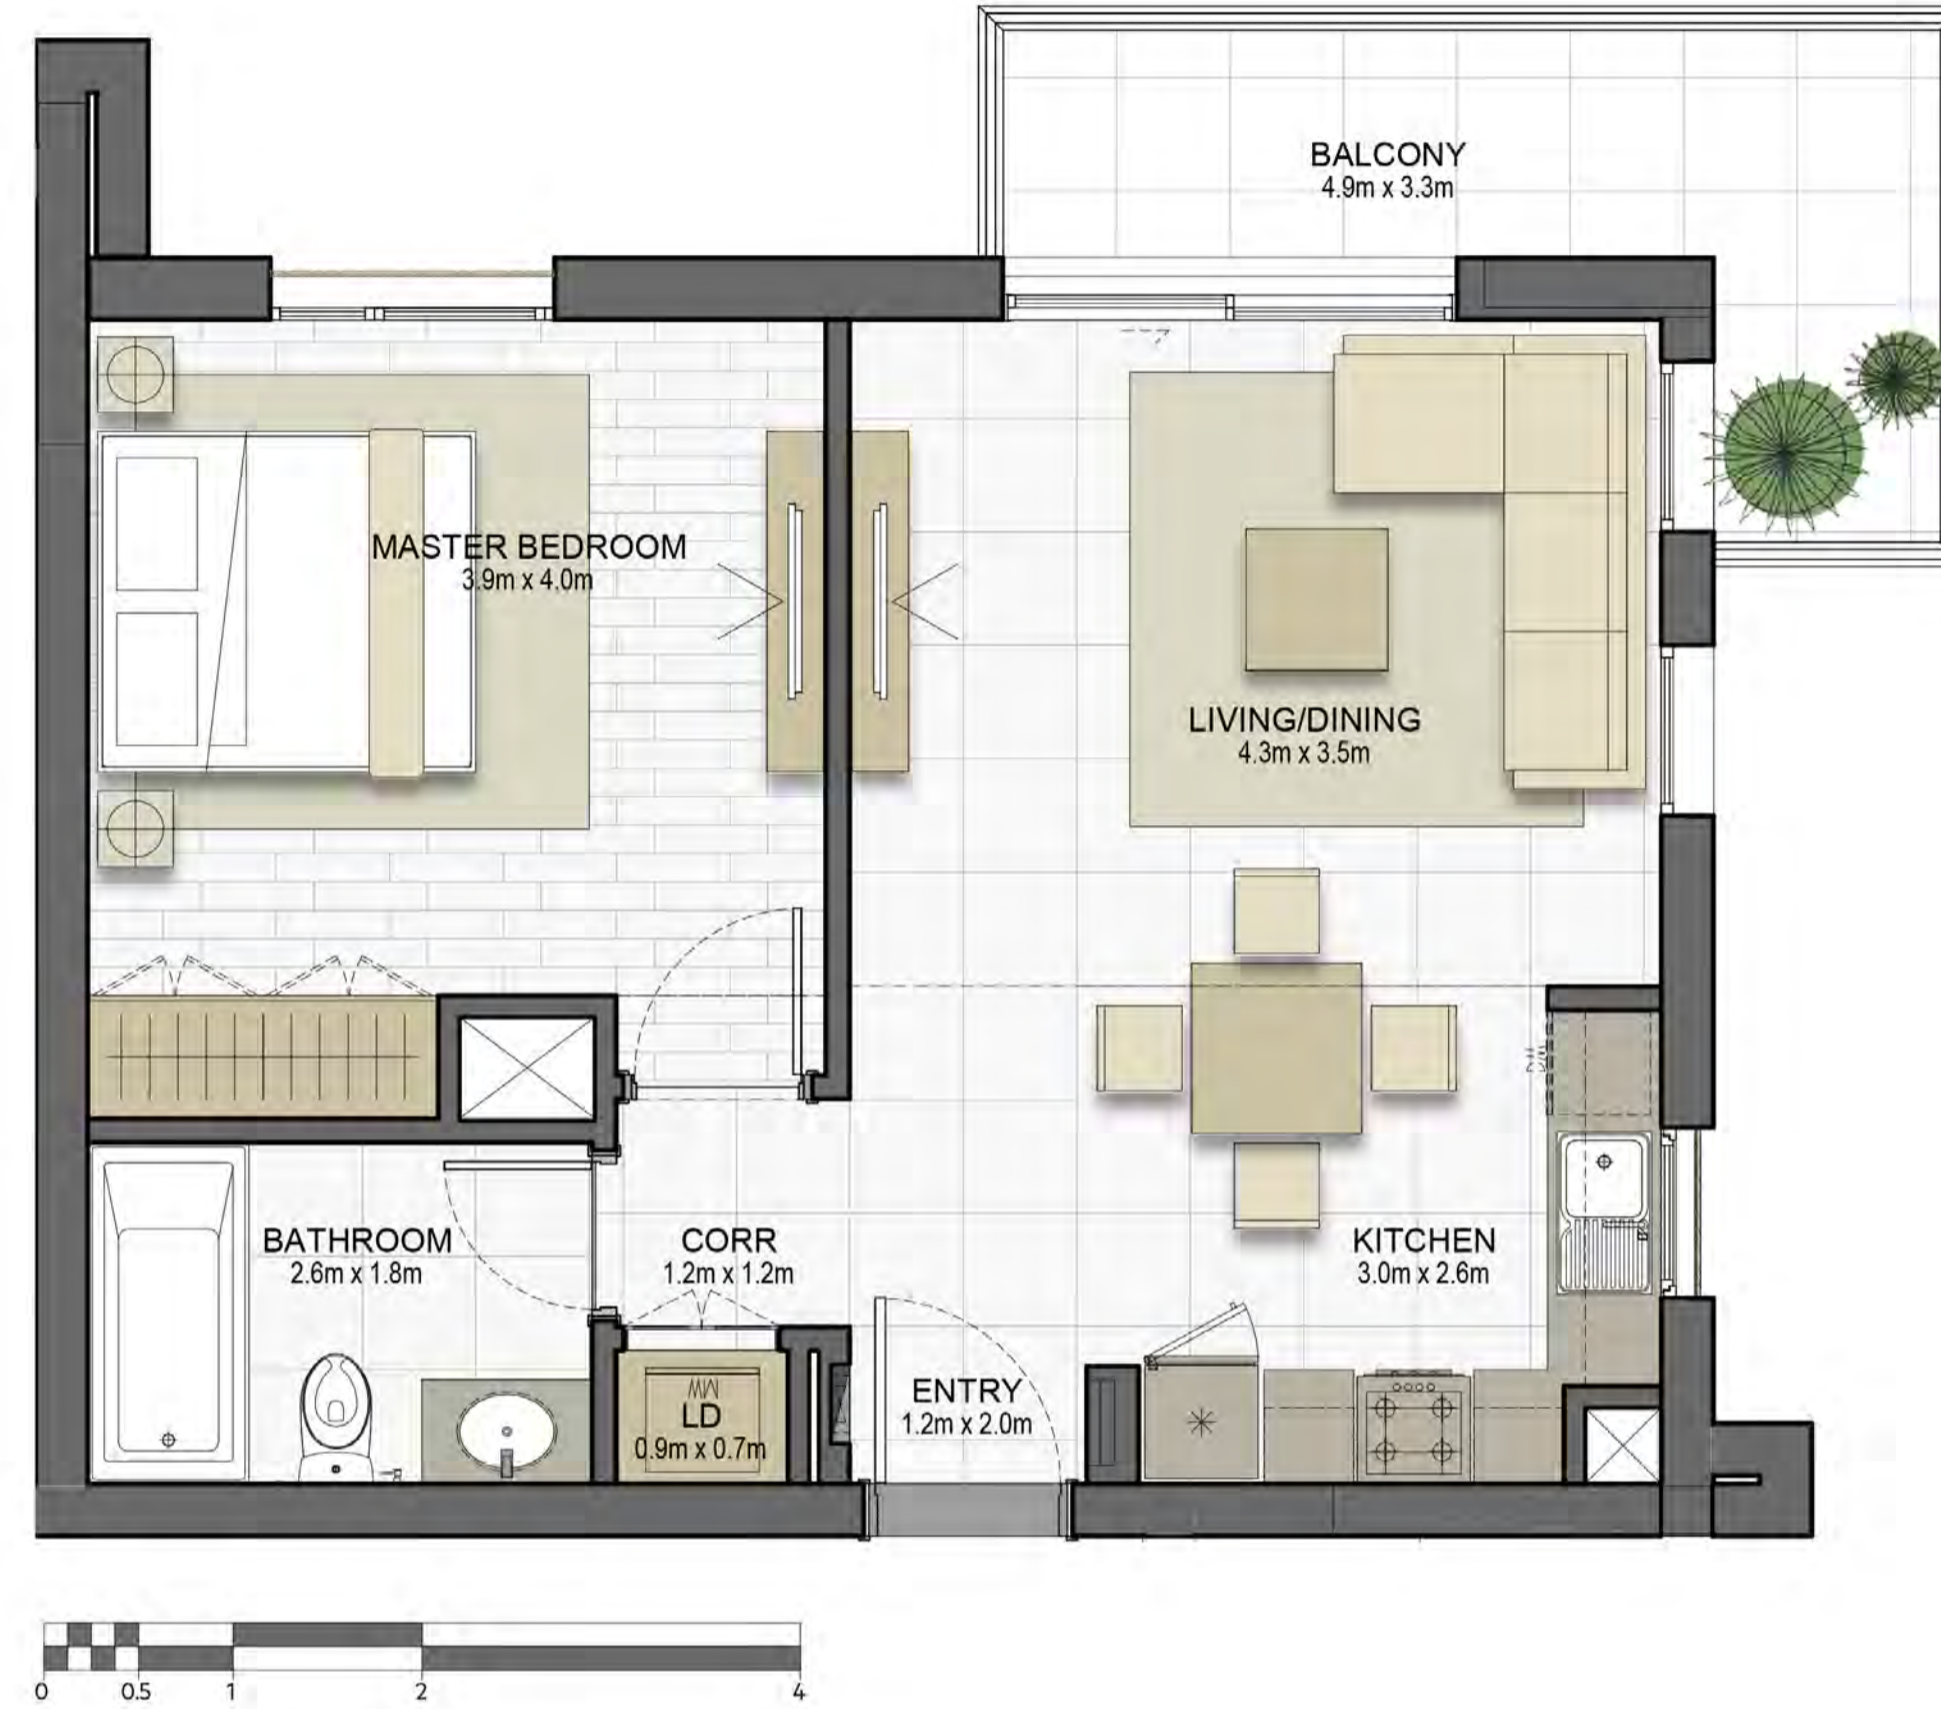 BALCONY
4.9m x 3.3m
MASTER BEDROOM
3.9m x 4.0m
LIVING/DINING
4.3m x 3.5m
BATHROOM
2.6m x 1.8m
CORR
1.2m x 1.2m
KITCHEN
3.0m x 2.6m
ENTRY
1.2m x 2.0m
WM
LD
0.9m x 0.7m
0 0.5 1 2 4